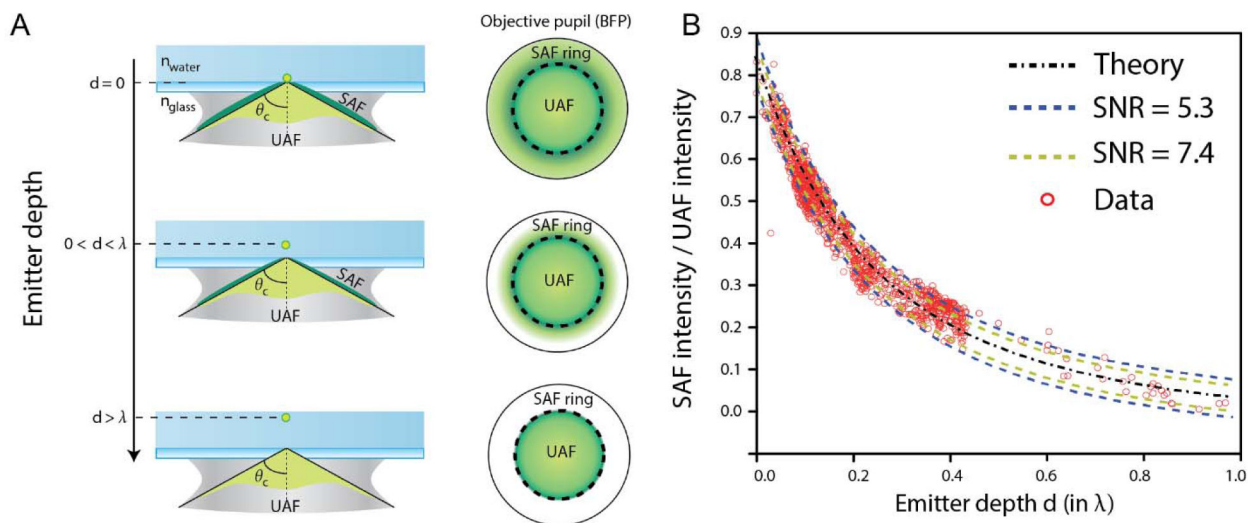 A
Objective pupil (BFP)
n_water
d = 0
n_glass
θ_c
SAF
UAF
SAF ring
UAF
Emitter depth
0 < d < λ
θ_c
SAF
UAF
SAF ring
UAF
d > λ
θ_c
UAF
SAF ring
UAF
B
SAF intensity / UAF intensity
0.9
0.8
0.7
0.6
0.5
0.4
0.3
0.2
0.1
0.0
Theory
SNR = 5.3
SNR = 7.4
Data
0.0 0.2 0.4 0.6 0.8 1.0
Emitter depth d (in λ)